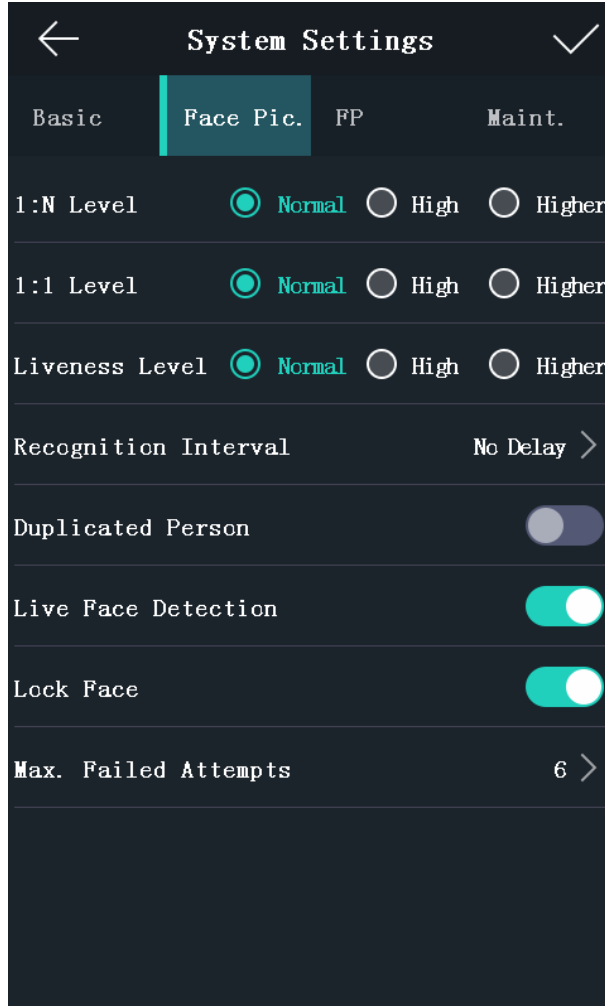 System Settings
Basic Face Pic. FP Maint.
1:N Level Normal High Higher
1:1 Level Normal High Higher
Liveness Level Normal High Higher
Recognition Interval No Delay
Duplicated Person
Live Face Detection
Lock Face
Max. Failed Attempts 6